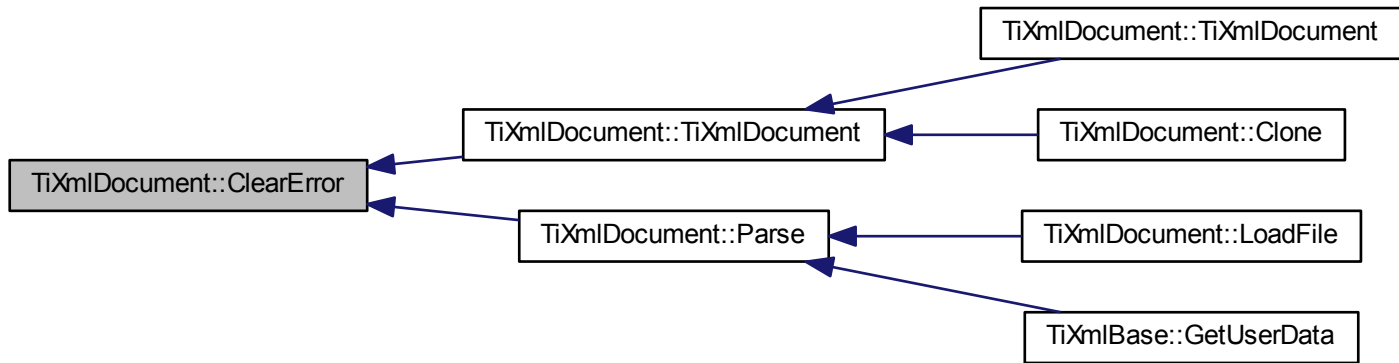 TiXmlDocument::TiXmlDocument
TiXmlDocument::TiXmlDocument
TiXmlDocument::Clone
TiXmlDocument::ClearError
TiXmlDocument::Parse
TiXmlDocument::LoadFile
TiXmlBase::GetUserData